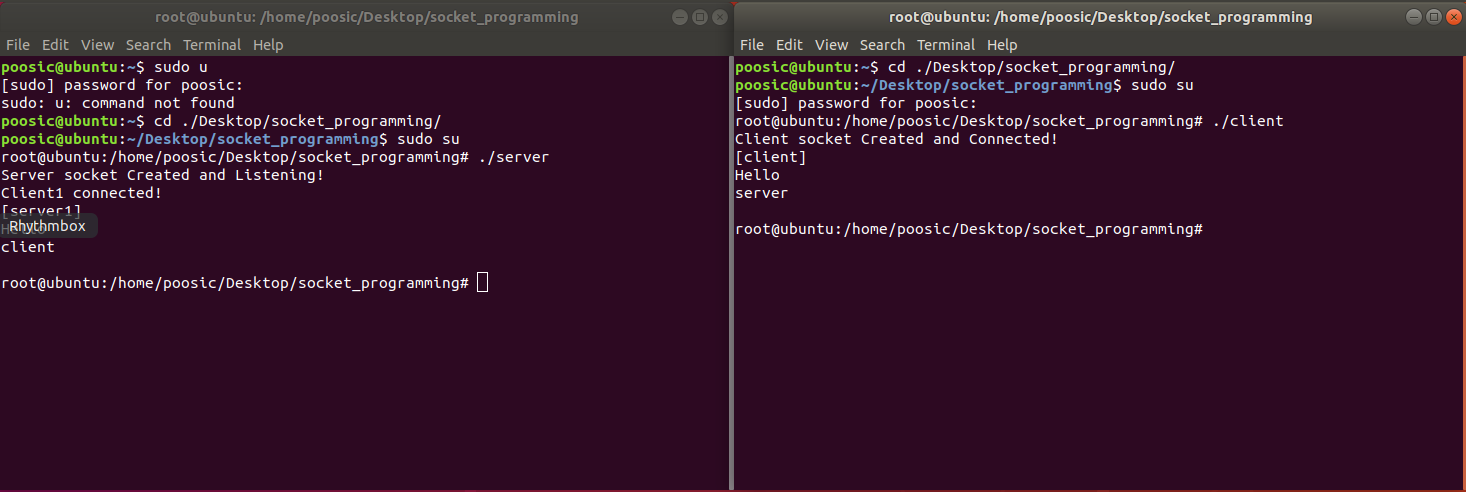 root@ubuntu: /home/poosic/Desktop/socket_programming
File Edit View Search Terminal Help
poosic@ubuntu:~$ sudo u
[sudo] password for poosic:
sudo: u: command not found
poosic@ubuntu:~$ cd ./Desktop/socket_programming/
poosic@ubuntu:~/Desktop/socket_programming$ sudo su
root@ubuntu:/home/poosic/Desktop/socket_programming# ./server
Server socket Created and Listening!
Client1 connected!
[server1]
Rhythmbox
client
root@ubuntu:/home/poosic/Desktop/socket_programming#
root@ubuntu: /home/poosic/Desktop/socket_programming
File Edit View Search Terminal Help
poosic@ubuntu:~$ cd ./Desktop/socket_programming/
poosic@ubuntu:~/Desktop/socket_programming$ sudo su
[sudo] password for poosic:
root@ubuntu:/home/poosic/Desktop/socket_programming# ./client
Client socket Created and Connected!
[client]
Hello
server
root@ubuntu:/home/poosic/Desktop/socket_programming#